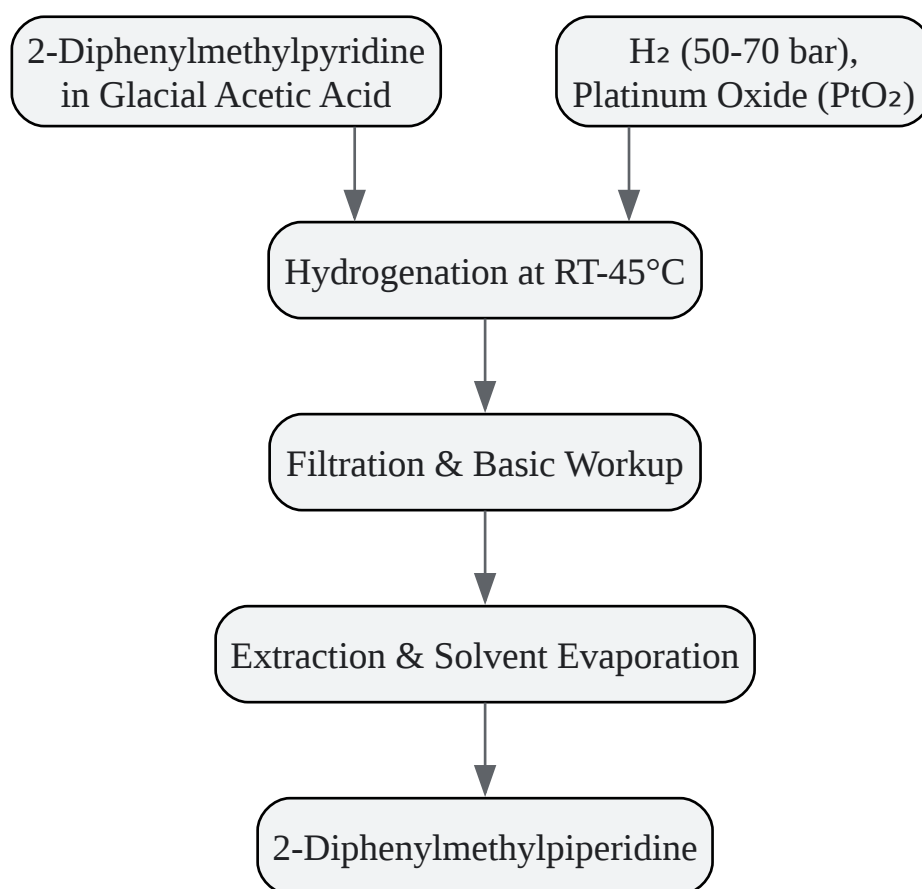 2-Diphenylmethylpyridine
in Glacial Acetic Acid
H₂ (50-70 bar),
Platinum Oxide (PtO₂)
Hydrogenation at RT-45°C
Filtration & Basic Workup
Extraction & Solvent Evaporation
2-Diphenylmethylpiperidine